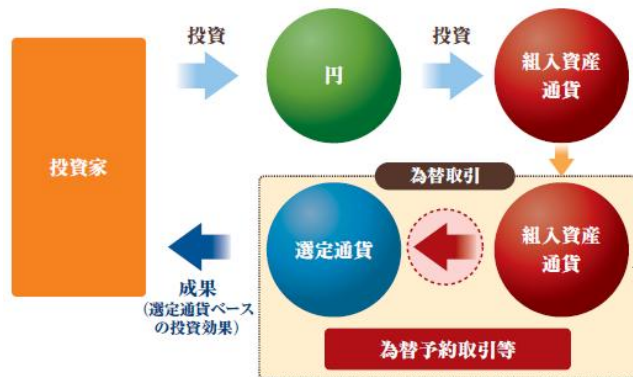 投資
投資
円
組入資産
通貨
投資家
為替取引
選定通貨
組入資産
通貨
成果
(選定通貨ベース
の投資効果)
為替予約取引等